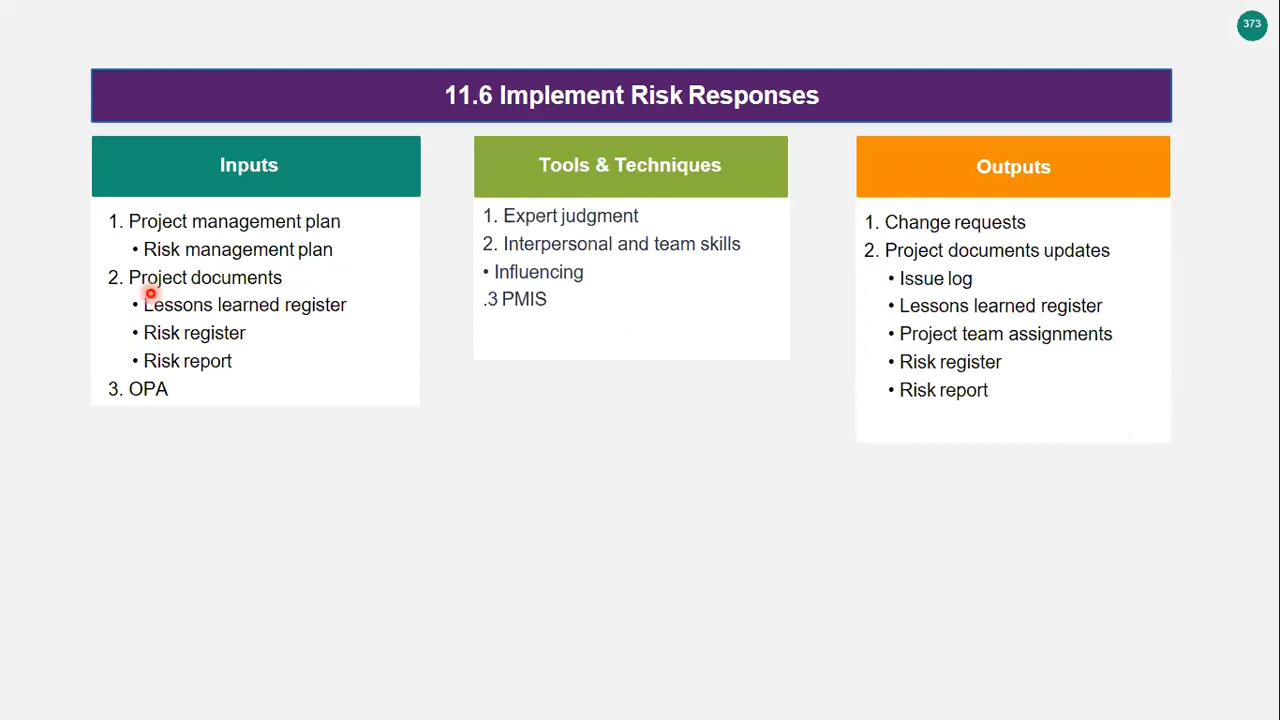 373
11.6 Implement Risk Responses
Inputs
1. Project management plan
• Risk management plan
2. Project documents
• Lessons learned register
• Risk register
• Risk report
3. OPA
Tools & Techniques
1. Expert judgment
2. Interpersonal and team skills
• Influencing
.3 PMIS
Outputs
1. Change requests
2. Project documents updates
• Issue log
• Lessons learned register
• Project team assignments
• Risk register
• Risk report